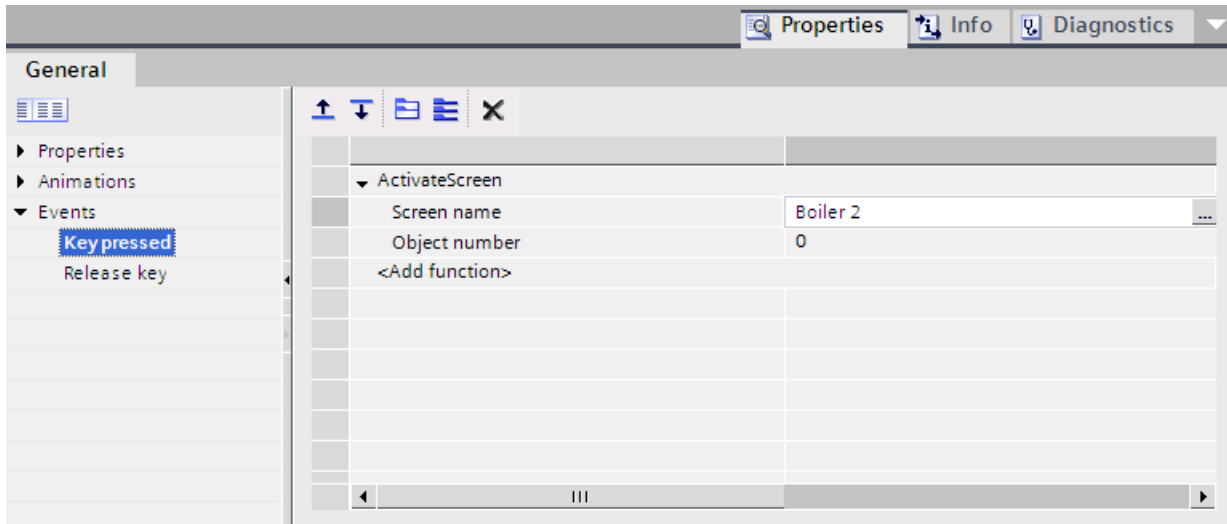 Properties Info Diagnostics
General
Properties
Animations
Events
Key pressed
Release key
ActivateScreen
Screen name Boiler 2 ...
Object number 0
<Add function>